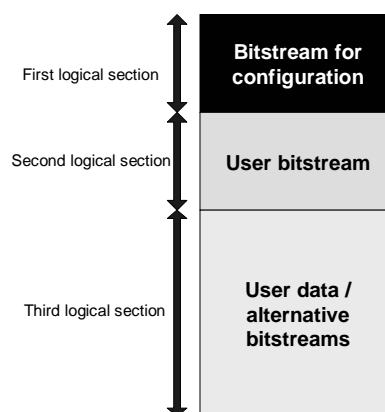 First logical section
Bitstream for
configuration
Second logical section
User bitstream
Third logical section
User data /
alternative
bitstreams